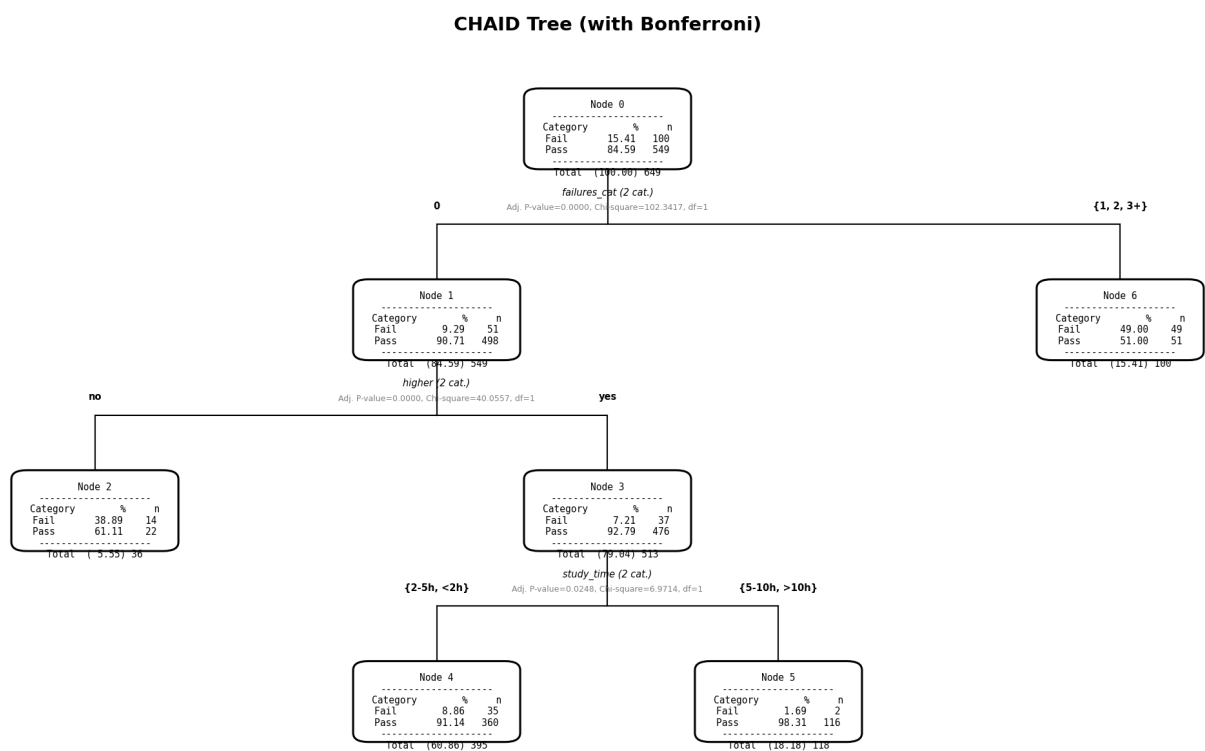 CHAID Tree (with Bonferroni)
Node 0
--------------------
Category % n
Fail 15.41 100
Pass 84.59 549
--------------------
Total (100.00) 649
failures_cat (2 cat.)
Adj. P-value=0.0000, Chi-square=102.3417, df=1
0
{1, 2, 3+}
Node 1
--------------------
Category % n
Fail 9.29 51
Pass 90.71 498
--------------------
Total (84.59) 549
Node 6
--------------------
Category % n
Fail 49.00 49
Pass 51.00 51
--------------------
Total (15.41) 100
higher (2 cat.)
Adj. P-value=0.0000, Chi-square=40.0557, df=1
no
yes
Node 2
--------------------
Category % n
Fail 38.89 14
Pass 61.11 22
--------------------
Total ( 5.55) 36
Node 3
--------------------
Category % n
Fail 7.21 37
Pass 92.79 476
--------------------
Total (79.04) 513
study_time (2 cat.)
Adj. P-value=0.0248, Chi-square=6.9714, df=1
{2-5h, <2h}
{5-10h, >10h}
Node 4
--------------------
Category % n
Fail 8.86 35
Pass 91.14 360
--------------------
Total (60.86) 395
Node 5
--------------------
Category % n
Fail 1.69 2
Pass 98.31 116
--------------------
Total (18.18) 118